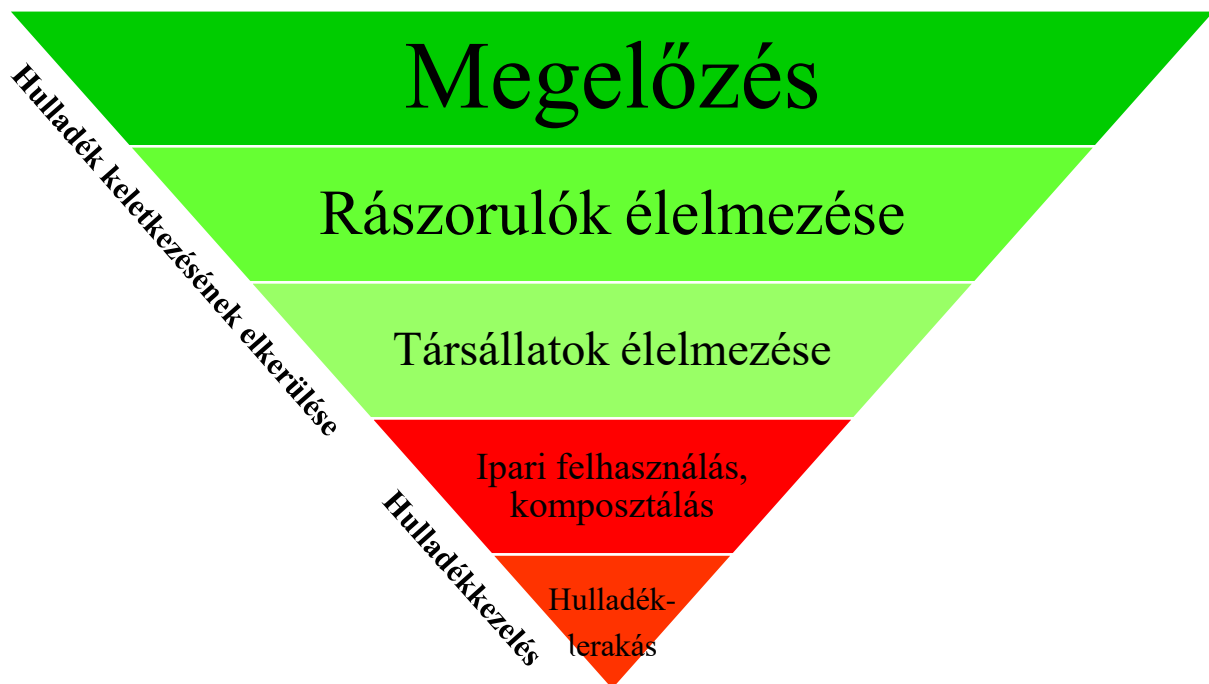 Megelőzés
Rászorulók élelmezése
Társállatok élelmezése
Ipari felhasználás,
komposztálás
Hulladék-
lerakás
Hulladék keletkezésének elkerülése
Hulladékkezelés